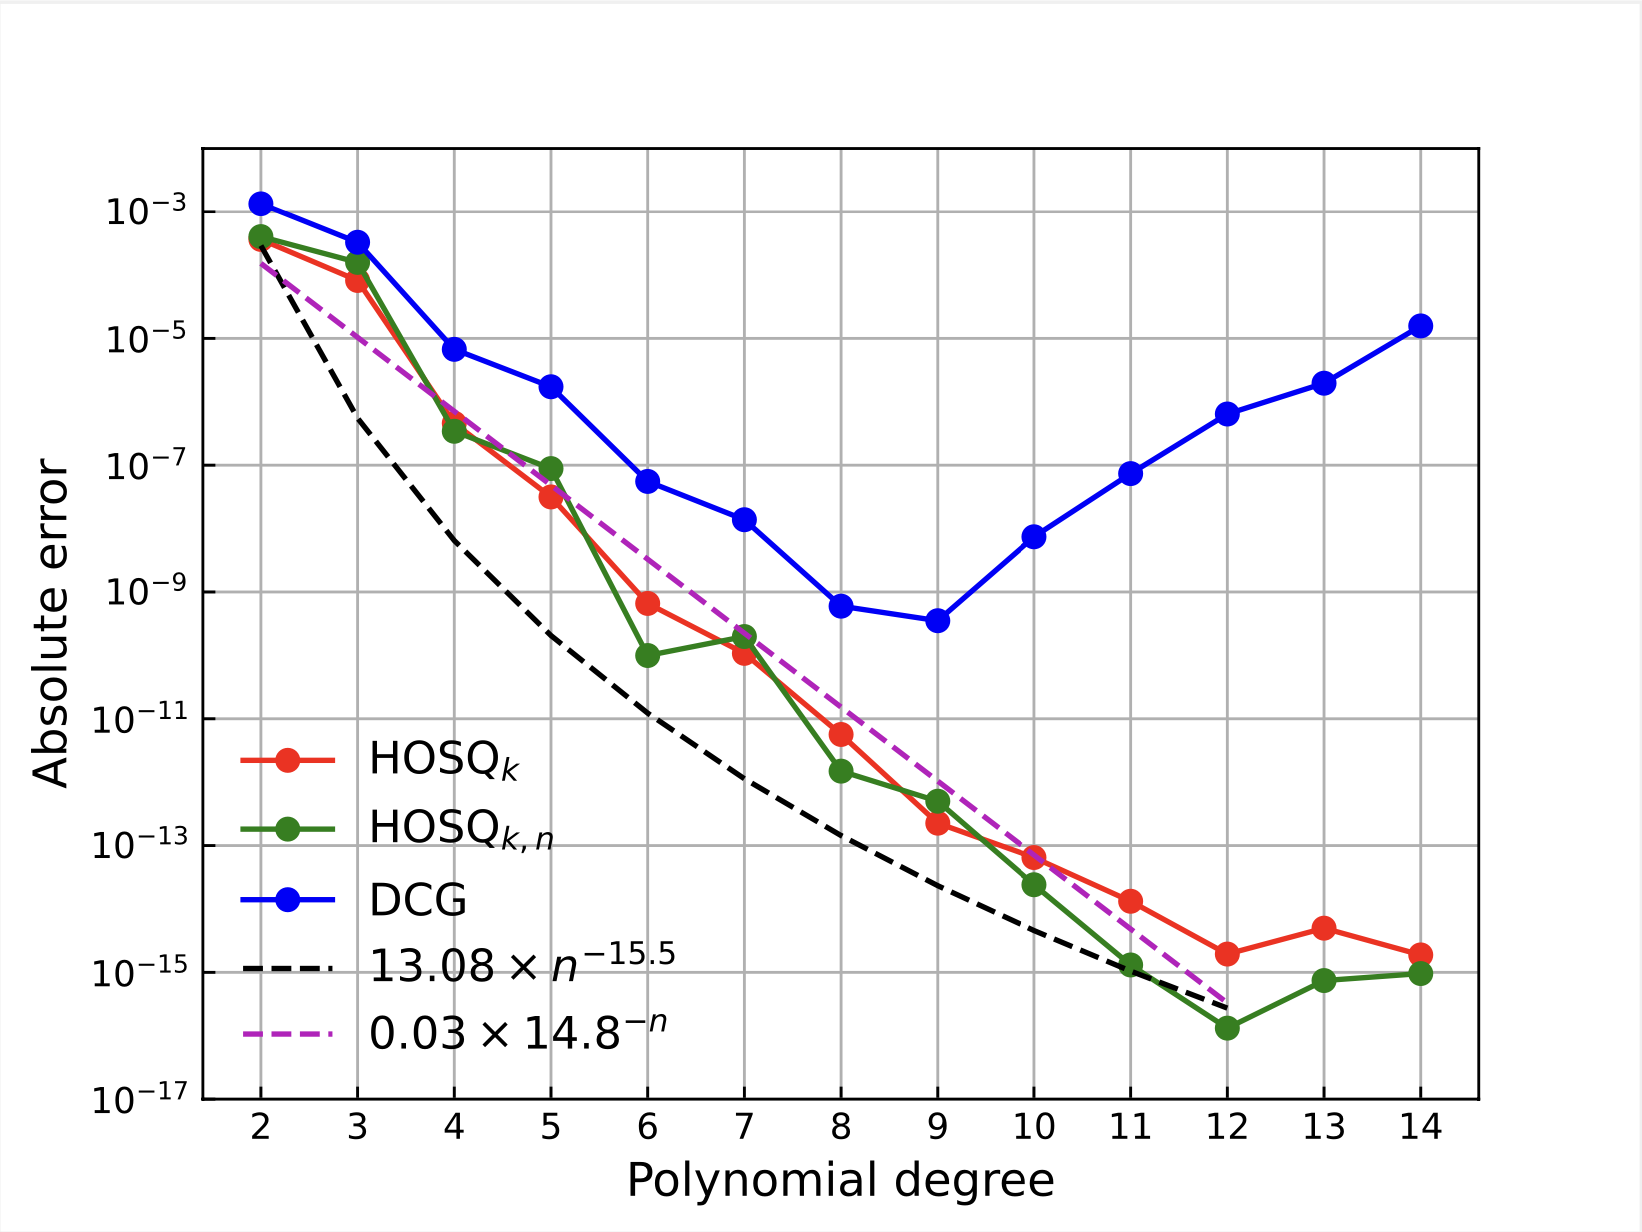 10⁻³
10⁻⁵
10⁻⁷
10⁻⁹
10⁻¹¹
10⁻¹³
10⁻¹⁵
10⁻¹⁷
Absolute error
HOSQₖ
HOSQ_{k, n}
DCG
13.08 × n^{−15.5}
0.03 × 14.8^{−n}
2 3 4 5 6 7 8 9 10 11 12 13 14
Polynomial degree